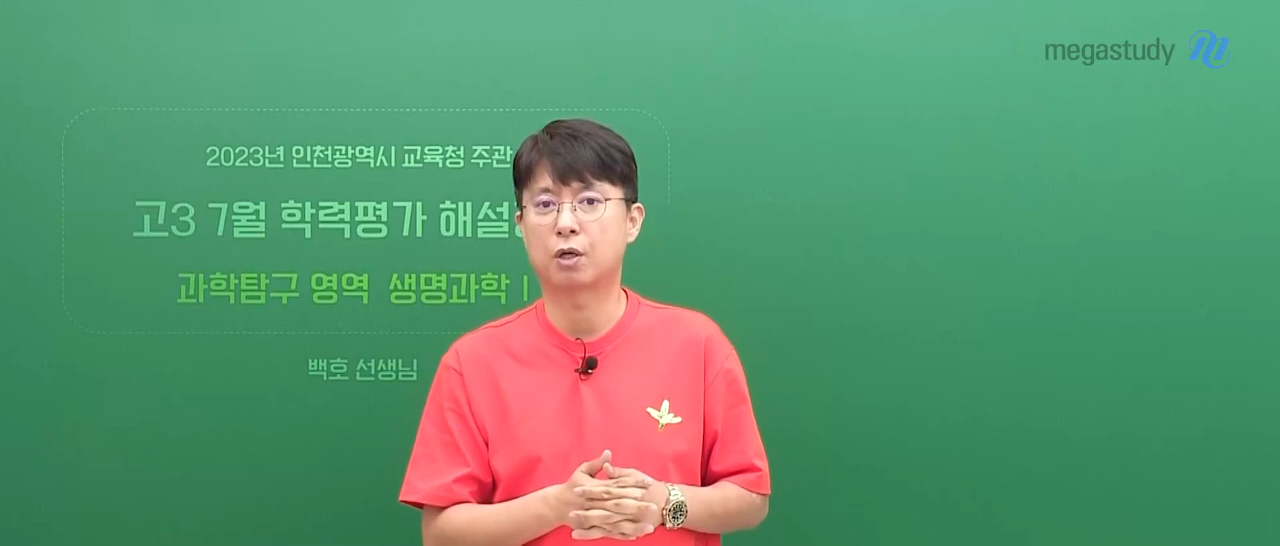 megastudy
2023년 인천광역시 교육청 주관
고3 7월 학력평가 해설
과학탐구 영역 생명과학 I
백호 선생님